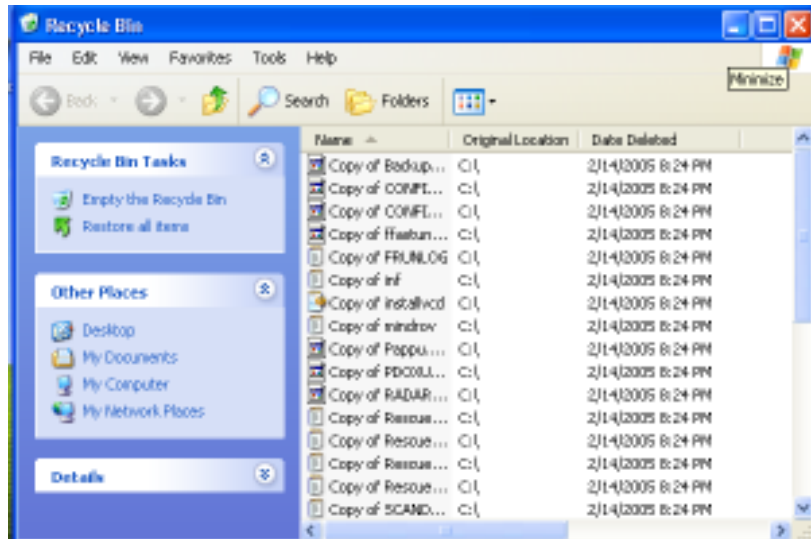 Recycle Bin
File Edit View Favorites Tools Help
Minimize
Back Search Folders
Name Original Location Date Deleted
Recycle Bin Tasks
Empty the Recycle Bin
Restore all items
Other Places
Desktop
My Documents
My Computer
My Network Places
Details
Copy of Backup... C:\ 2/14/2005 8:24 PM
Copy of CONFI... C:\ 2/14/2005 8:24 PM
Copy of CONFI... C:\ 2/14/2005 8:24 PM
Copy of ffastun... C:\ 2/14/2005 8:24 PM
Copy of FRUNLOG C:\ 2/14/2005 8:24 PM
Copy of inf C:\ 2/14/2005 8:24 PM
Copy of installvcd C:\ 2/14/2005 8:24 PM
Copy of mindrov C:\ 2/14/2005 8:24 PM
Copy of Pappu.... C:\ 2/14/2005 8:24 PM
Copy of PDOXU... C:\ 2/14/2005 8:24 PM
Copy of RADAR... C:\ 2/14/2005 8:24 PM
Copy of Rescue... C:\ 2/14/2005 8:24 PM
Copy of Rescue... C:\ 2/14/2005 8:24 PM
Copy of Rescue... C:\ 2/14/2005 8:24 PM
Copy of Rescue... C:\ 2/14/2005 8:24 PM
Copy of SCAND... C:\ 2/14/2005 8:24 PM